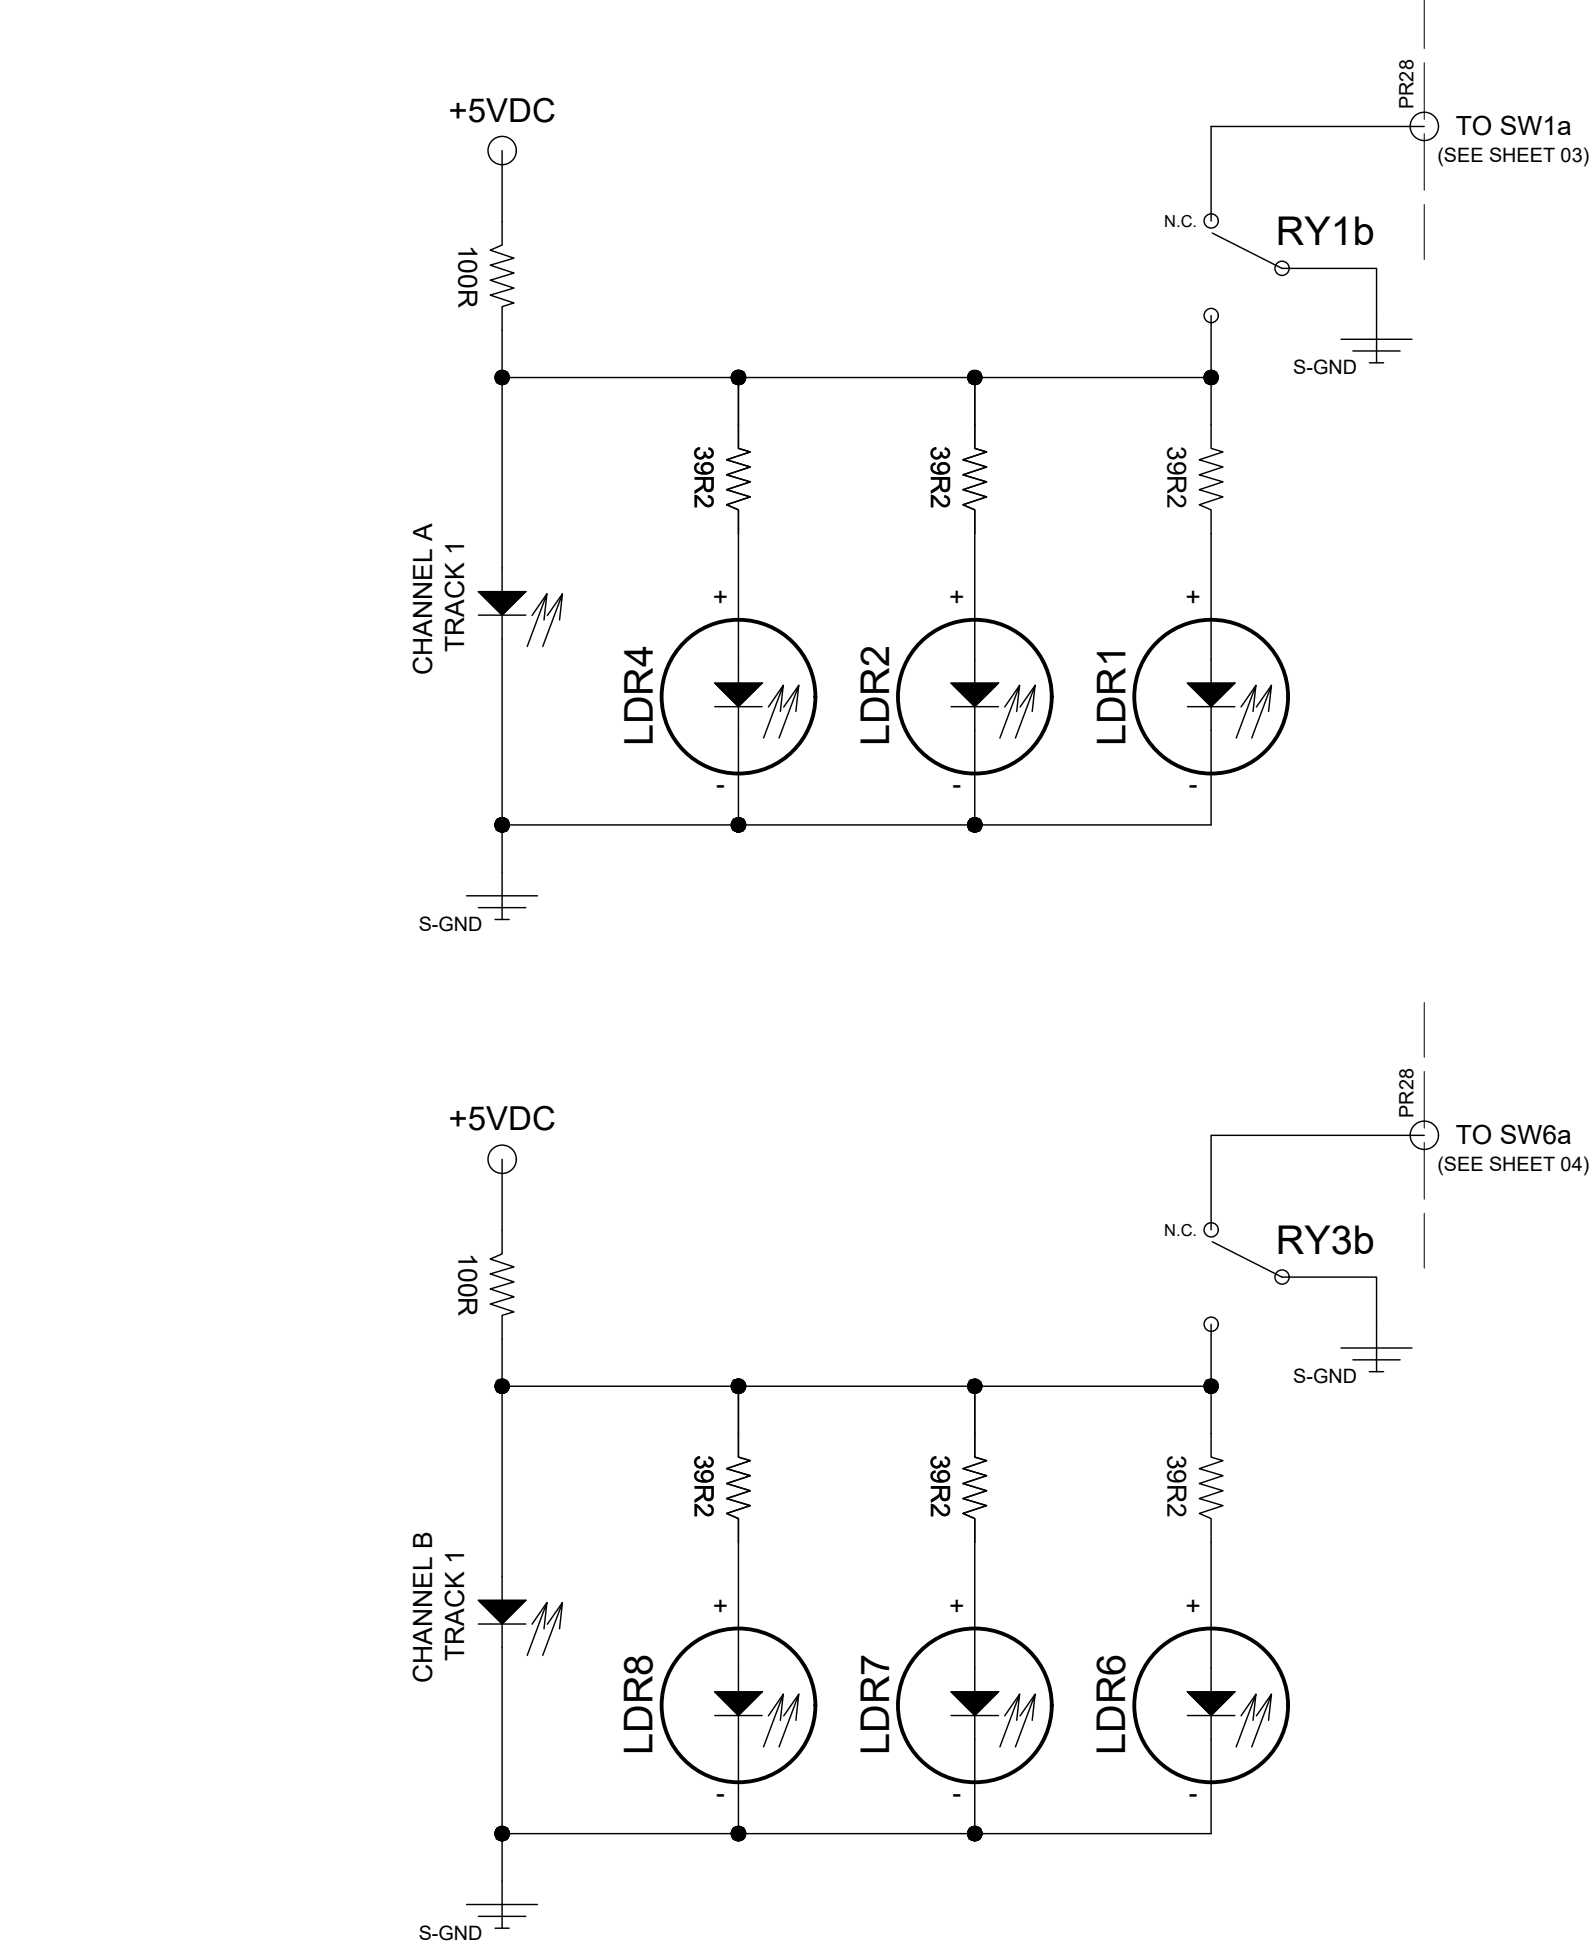 PR28
+5VDC
TO SW1a
(SEE SHEET 03)
N.C.
RY1b
100R
S-GND
39R2
39R2
39R2
CHANNEL A
TRACK 1
+
+
+
LDR4
LDR2
LDR1
-
-
-
S-GND
PR28
+5VDC
TO SW6a
(SEE SHEET 04)
N.C.
RY3b
100R
S-GND
39R2
39R2
39R2
CHANNEL B
TRACK 1
+
+
+
LDR8
LDR7
LDR6
-
-
-
S-GND